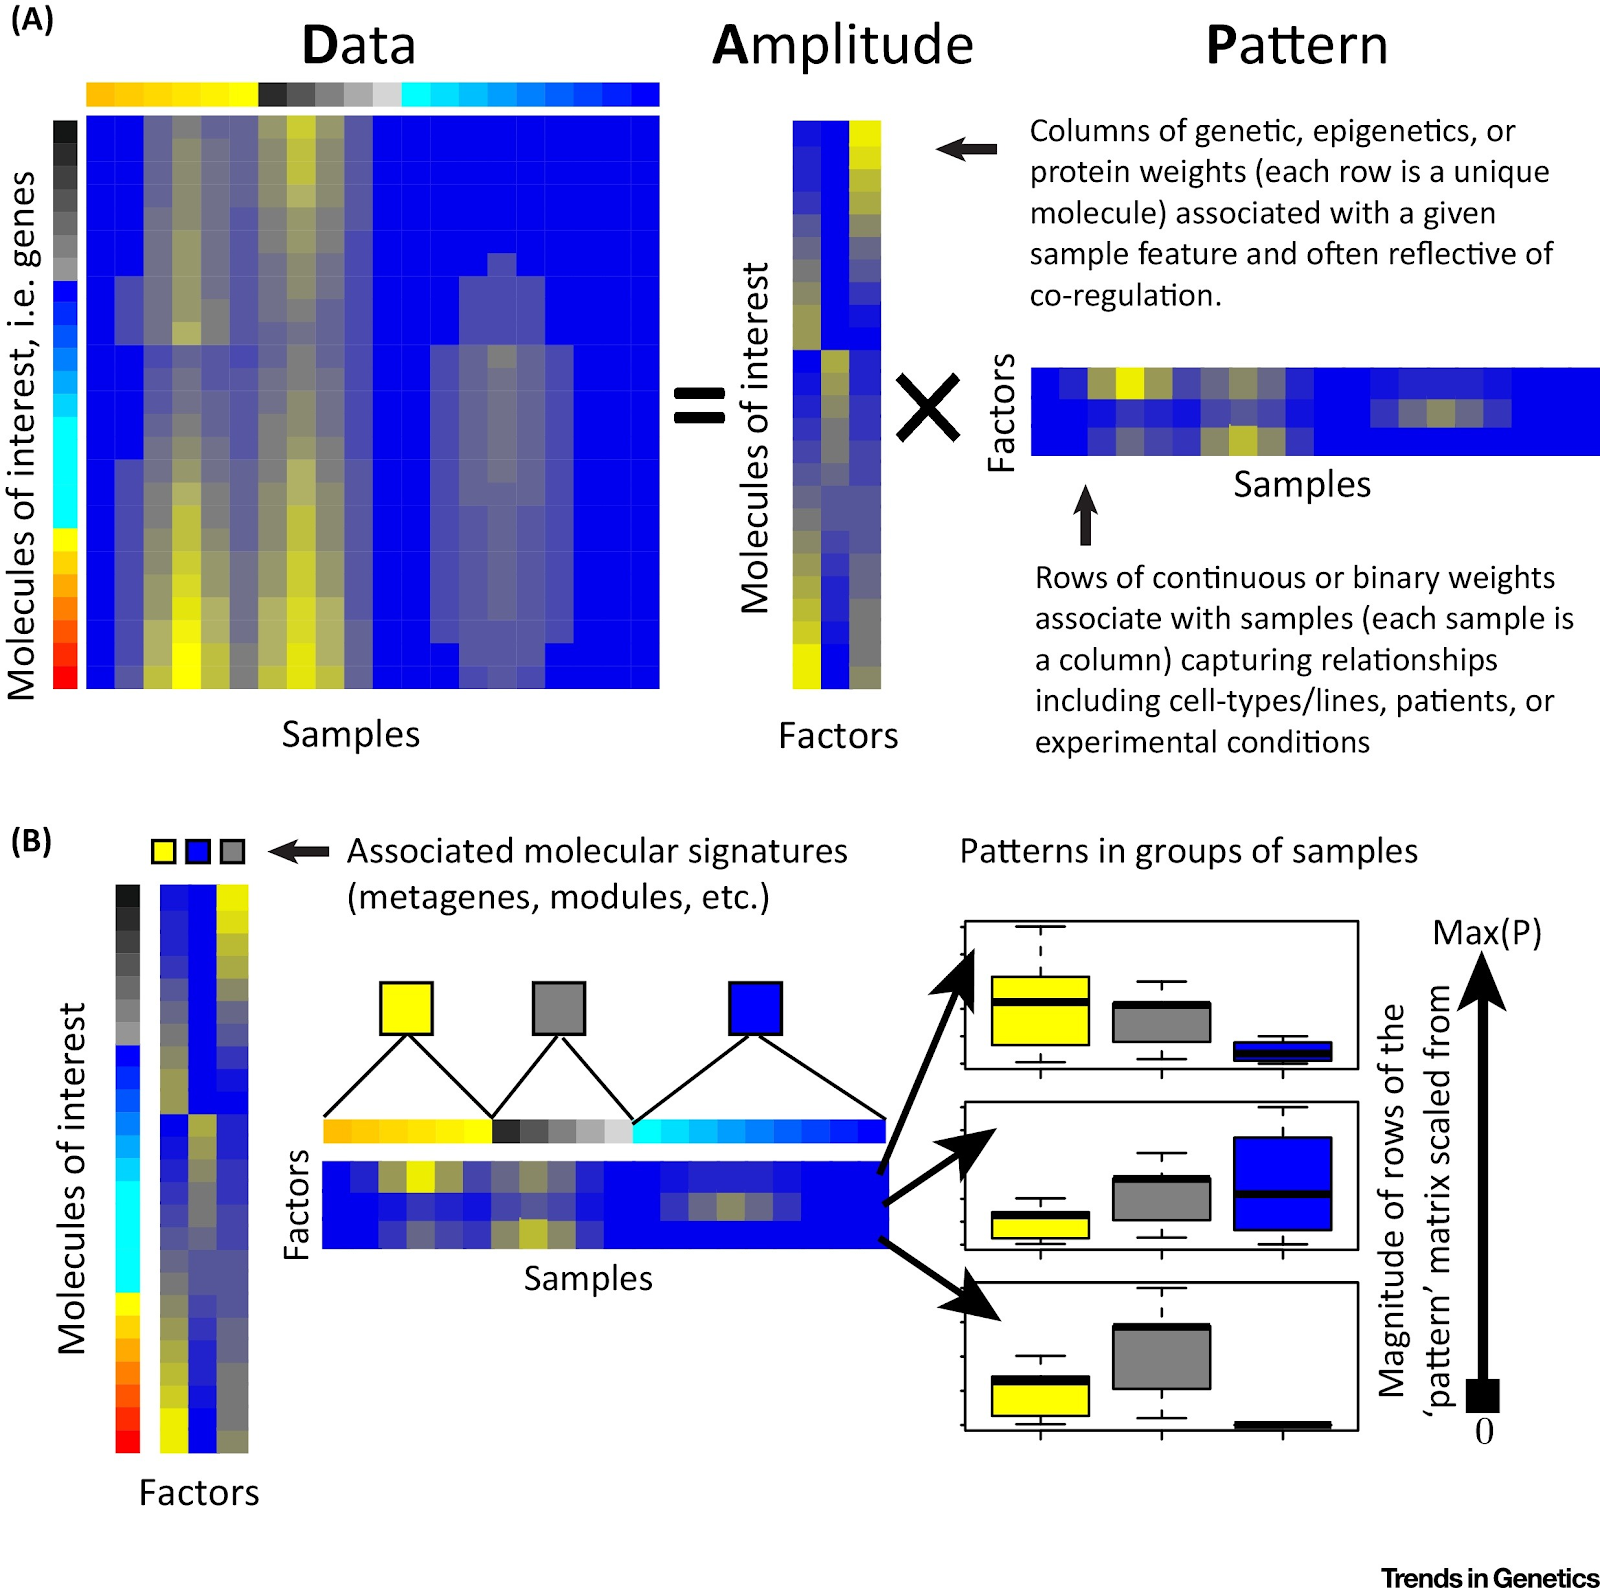 (A)
Data
Amplitude
Pattern
Molecules of interest, i.e. genes
Samples
Molecules of interest
Factors
Columns of genetic, epigenetics, or
protein weights (each row is a unique
molecule) associated with a given
sample feature and often reflective of
co-regulation.
=
×
Factors
Samples
Rows of continuous or binary weights
associate with samples (each sample is
a column) capturing relationships
including cell-types/lines, patients, or
experimental conditions
(B)
Associated molecular signatures
(metagenes, modules, etc.)
Molecules of interest
Factors
Factors
Samples
Patterns in groups of samples
Magnitude of rows of the
‘pattern’ matrix scaled from
Max(P)
0
Trends in Genetics